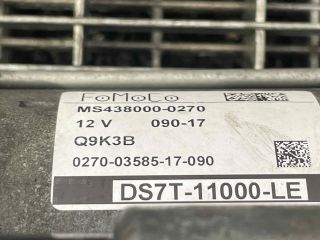 FoMoCo
MS438000-0270
12 V 090-17
Q9K3B
0270-03585-17-090
DS7T-11000-LE